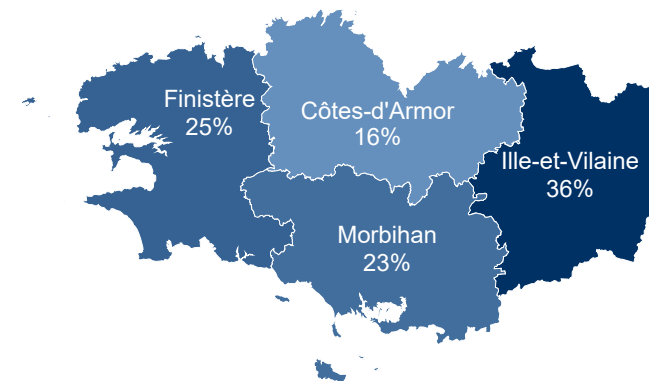 Finistère
25%
Côtes-d'Armor
16%
Ille-et-Vilaine
36%
Morbihan
23%